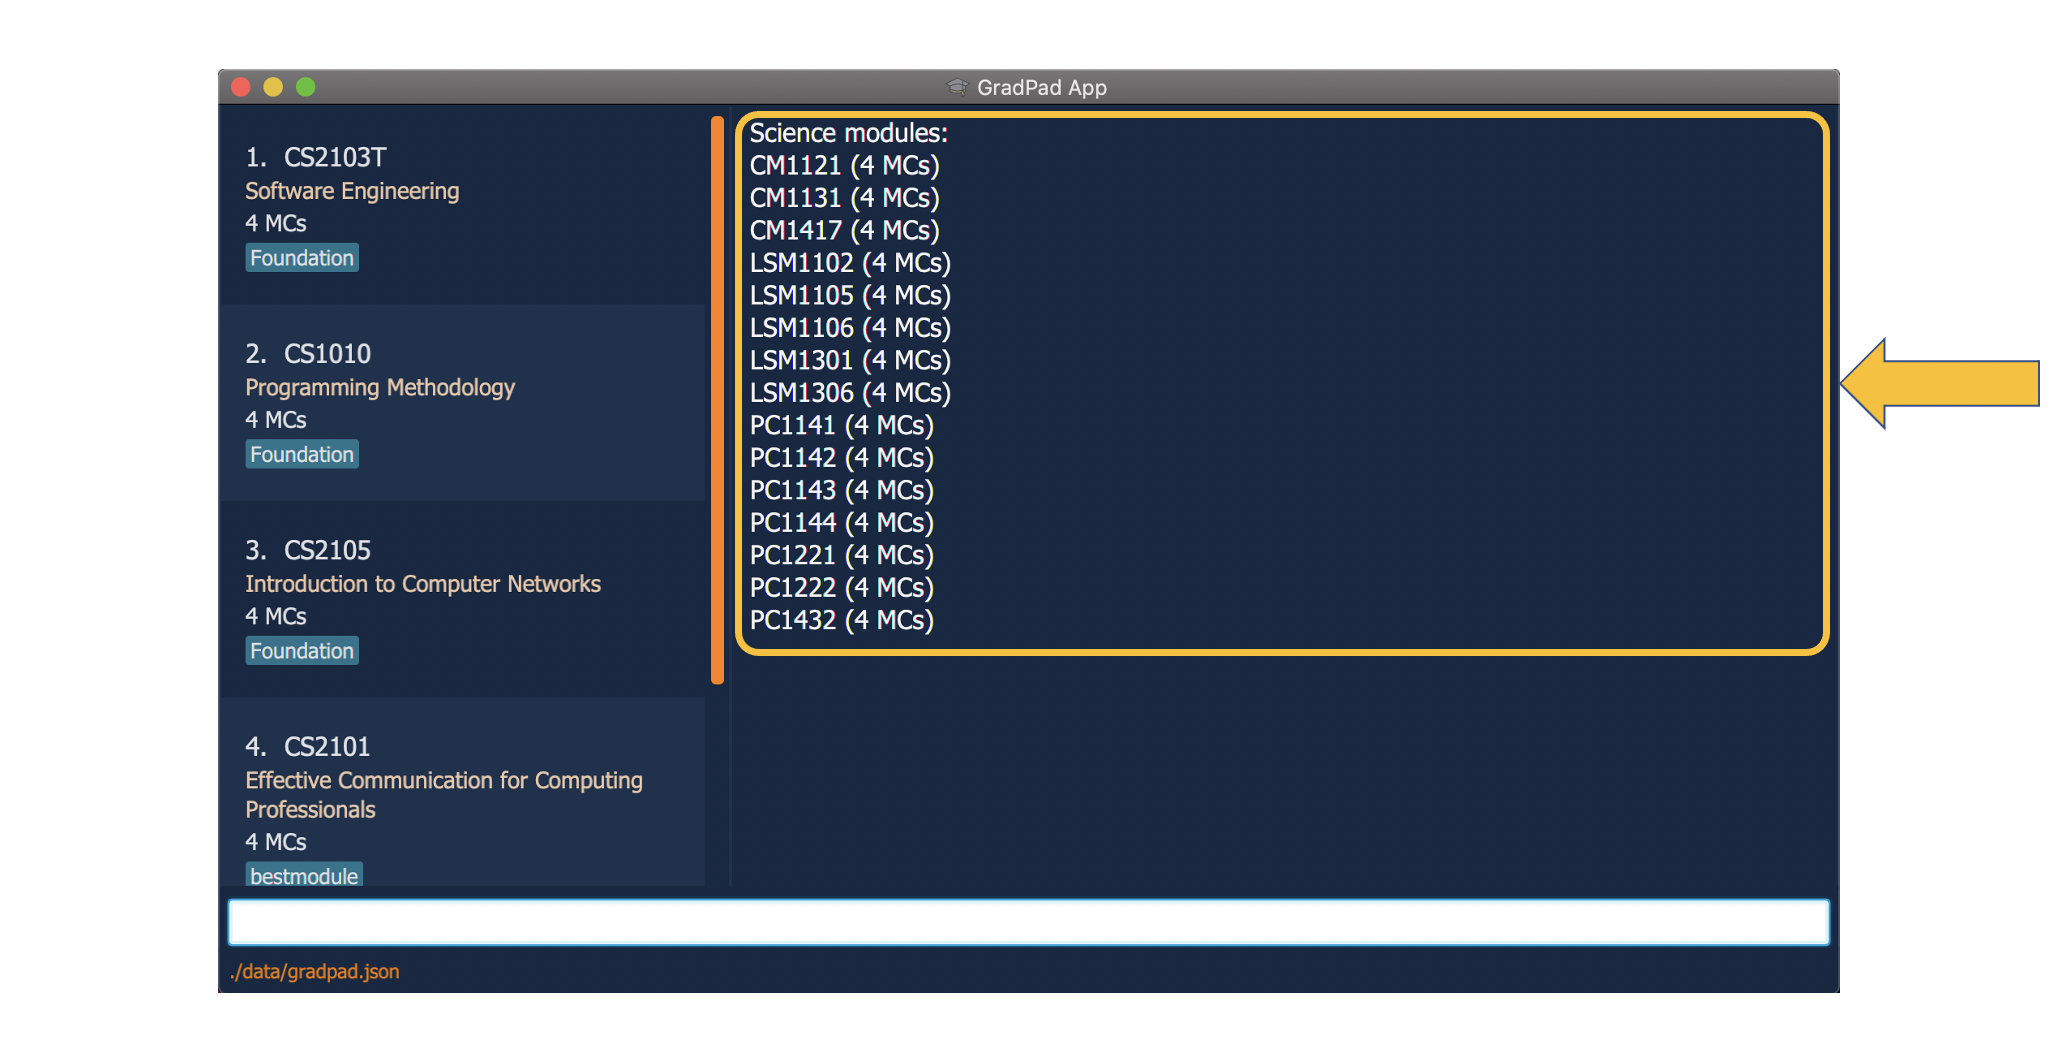 GradPad App
1. CS2103T
Software Engineering
4 MCs
Foundation
2. CS1010
Programming Methodology
4 MCs
Foundation
3. CS2105
Introduction to Computer Networks
4 MCs
Foundation
4. CS2101
Effective Communication for Computing
Professionals
4 MCs
bestmodule
Science modules:
CM1121 (4 MCs)
CM1131 (4 MCs)
CM1417 (4 MCs)
LSM1102 (4 MCs)
LSM1105 (4 MCs)
LSM1106 (4 MCs)
LSM1301 (4 MCs)
LSM1306 (4 MCs)
PC1141 (4 MCs)
PC1142 (4 MCs)
PC1143 (4 MCs)
PC1144 (4 MCs)
PC1221 (4 MCs)
PC1222 (4 MCs)
PC1432 (4 MCs)
./data/gradpad.json